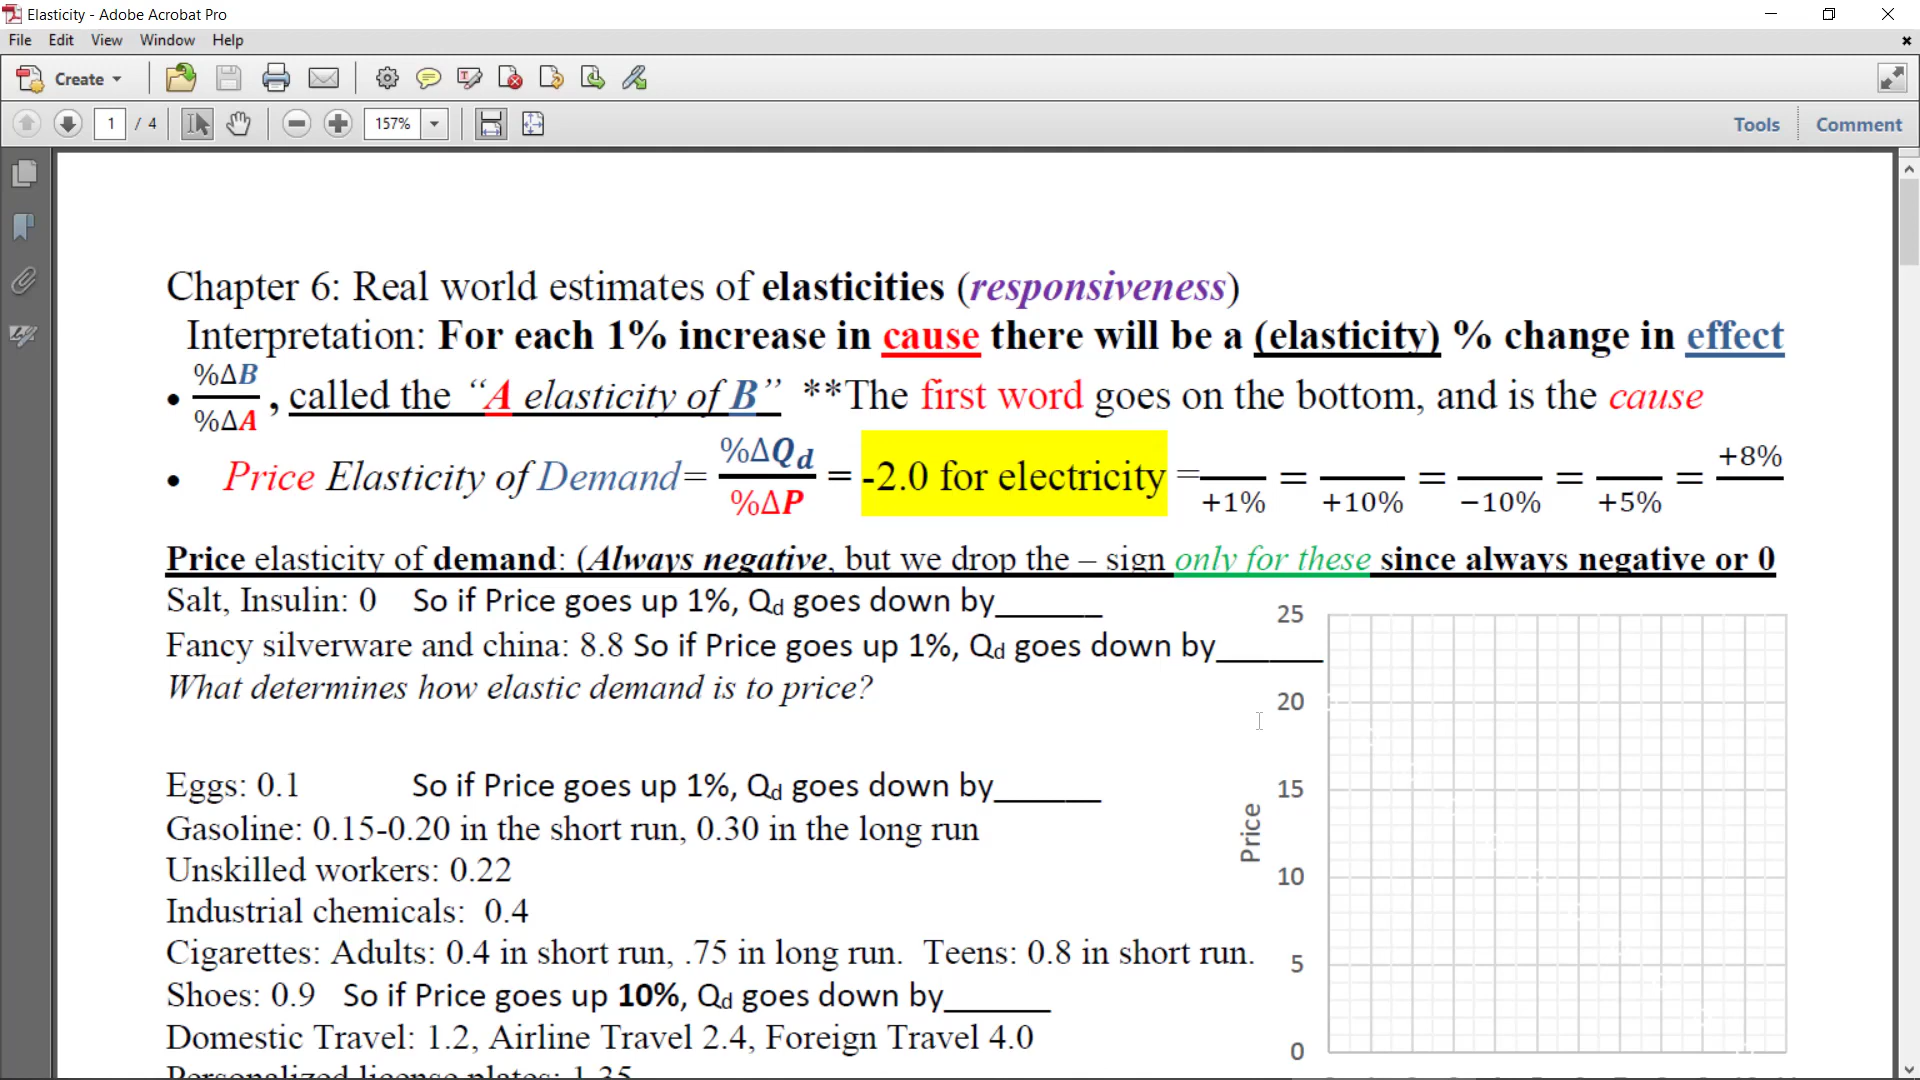 Elasticity - Adobe Acrobat Pro
File Edit View Window Help
Create
1 / 4 157% Tools Comment
Chapter 6: Real world estimates of elasticities (responsiveness)
Interpretation: For each 1% increase in cause there will be a (elasticity) % change in effect
• %ΔB / %ΔA , called the “A elasticity of B” **The first word goes on the bottom, and is the cause
• Price Elasticity of Demand= %ΔQd / %ΔP = -2.0 for electricity = ___ / +1% = ___ / +10% = ___ / −10% = ___ / +5% = +8% / ___
Price elasticity of demand: (Always negative, but we drop the – sign only for these since always negative or 0
Salt, Insulin: 0 So if Price goes up 1%, Qd goes down by______
Fancy silverware and china: 8.8 So if Price goes up 1%, Qd goes down by______
What determines how elastic demand is to price?
Eggs: 0.1 So if Price goes up 1%, Qd goes down by______
Gasoline: 0.15-0.20 in the short run, 0.30 in the long run
Unskilled workers: 0.22
Industrial chemicals: 0.4
Cigarettes: Adults: 0.4 in short run, .75 in long run. Teens: 0.8 in short run.
Shoes: 0.9 So if Price goes up 10%, Qd goes down by______
Domestic Travel: 1.2, Airline Travel 2.4, Foreign Travel 4.0
Personalized license plates: 1.35
25
20
15
10
5
0
Price